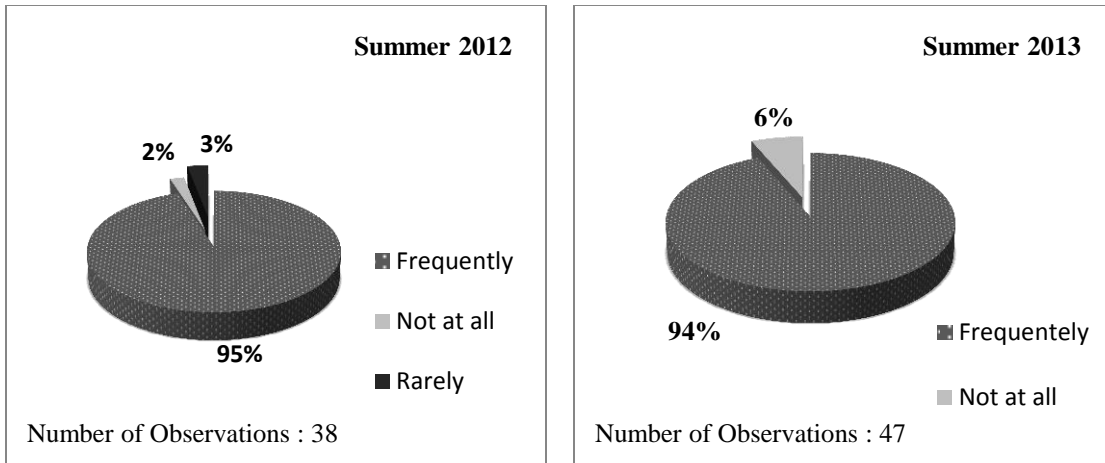 Summer 2012
2%
3%
Frequently
Not at all
95%
Rarely
Number of Observations : 38
Summer 2013
6%
94%
Frequentely
Not at all
Number of Observations : 47